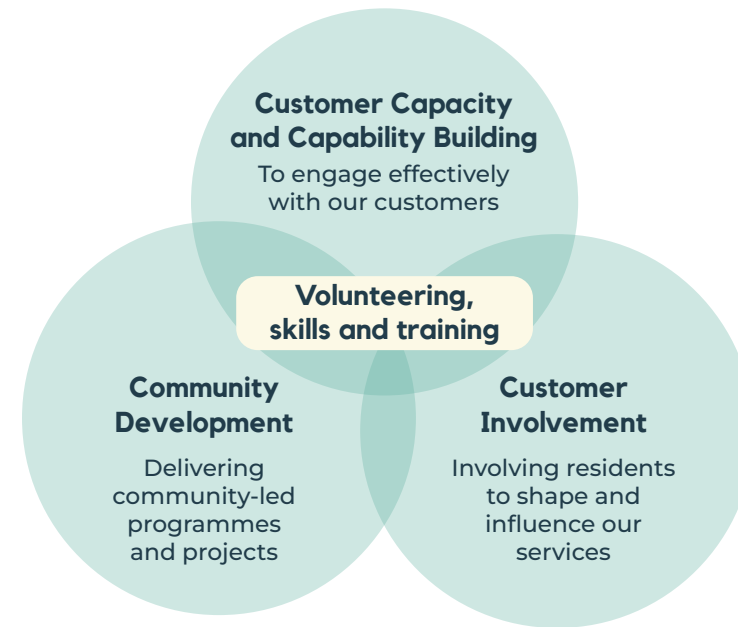 Customer Capacity
and Capability Building
To engage effectively
with our customers
Volunteering,
skills and training
Community
Development
Delivering
community-led
programmes
and projects
Customer
Involvement
Involving residents
to shape and
influence our
services